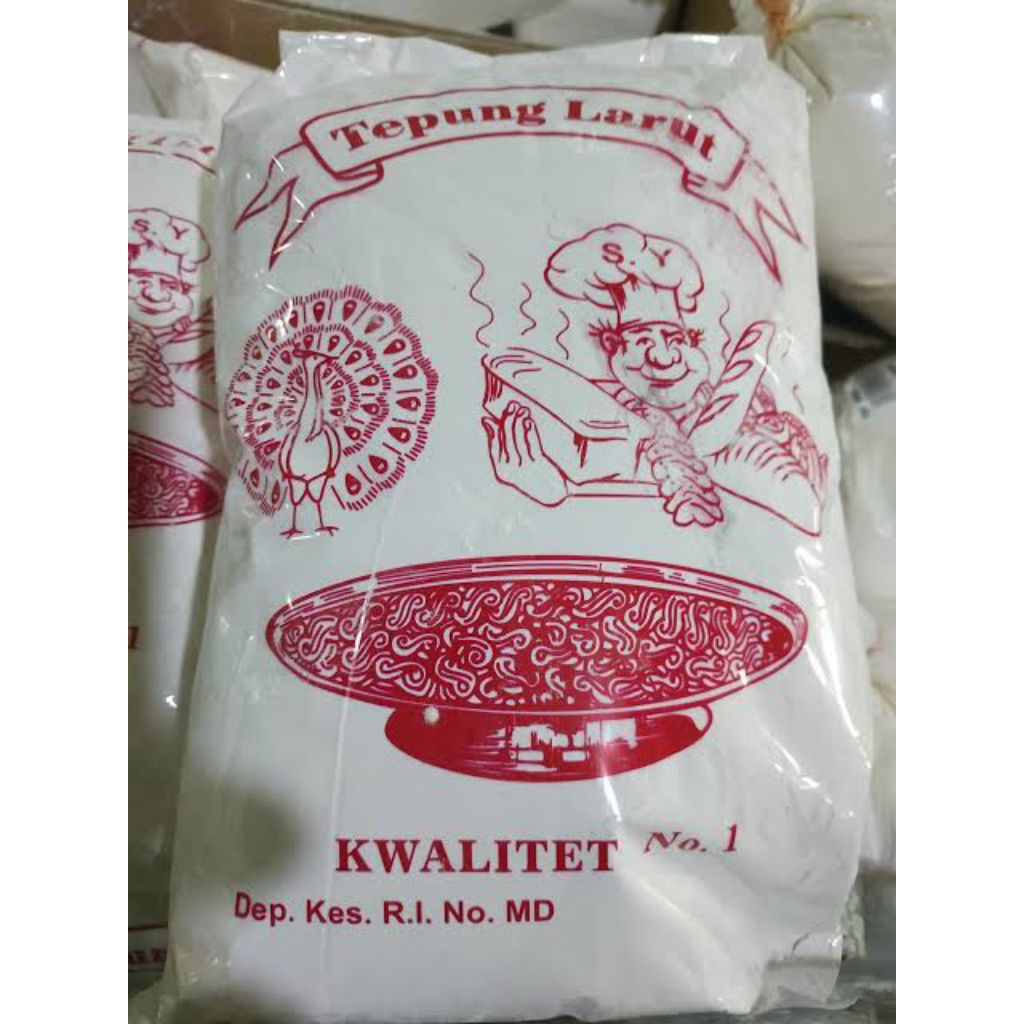 Tepung Larut
S. Y
S. Y
KWALITET No. 1
Dep. Kes. R.I. No. MD